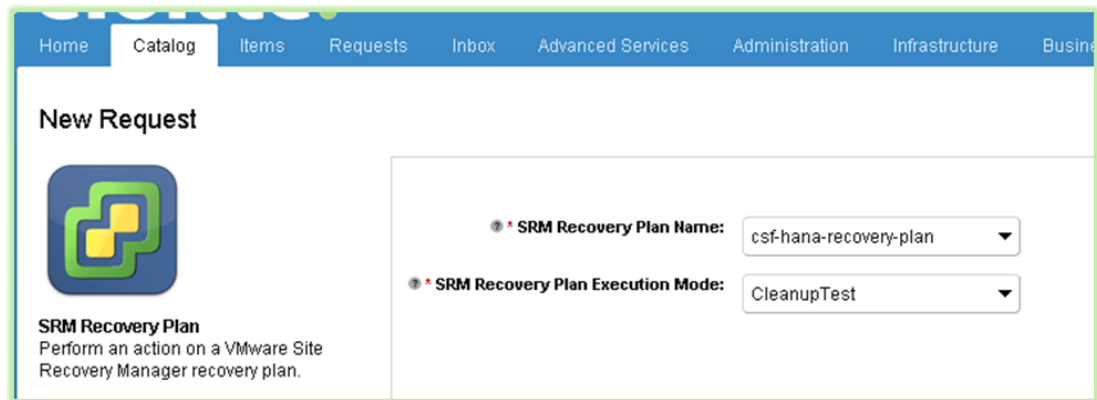 Home Catalog Items Requests Inbox Advanced Services Administration Infrastructure
New Request
* SRM Recovery Plan Name: csf-hana-recovery-plan
* SRM Recovery Plan Execution Mode: CleanupTest
SRM Recovery Plan
Perform an action on a VMware Site
Recovery Manager recovery plan.